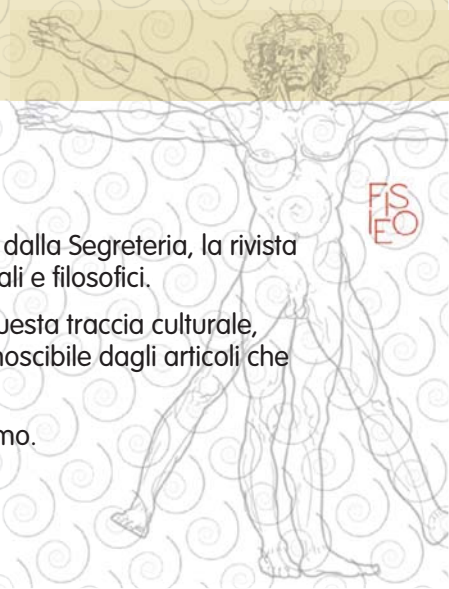 FIS
IEO
dalla Segreteria, la rivista
ali e filosofici.
uesta traccia culturale,
noscibile dagli articoli che
mo.